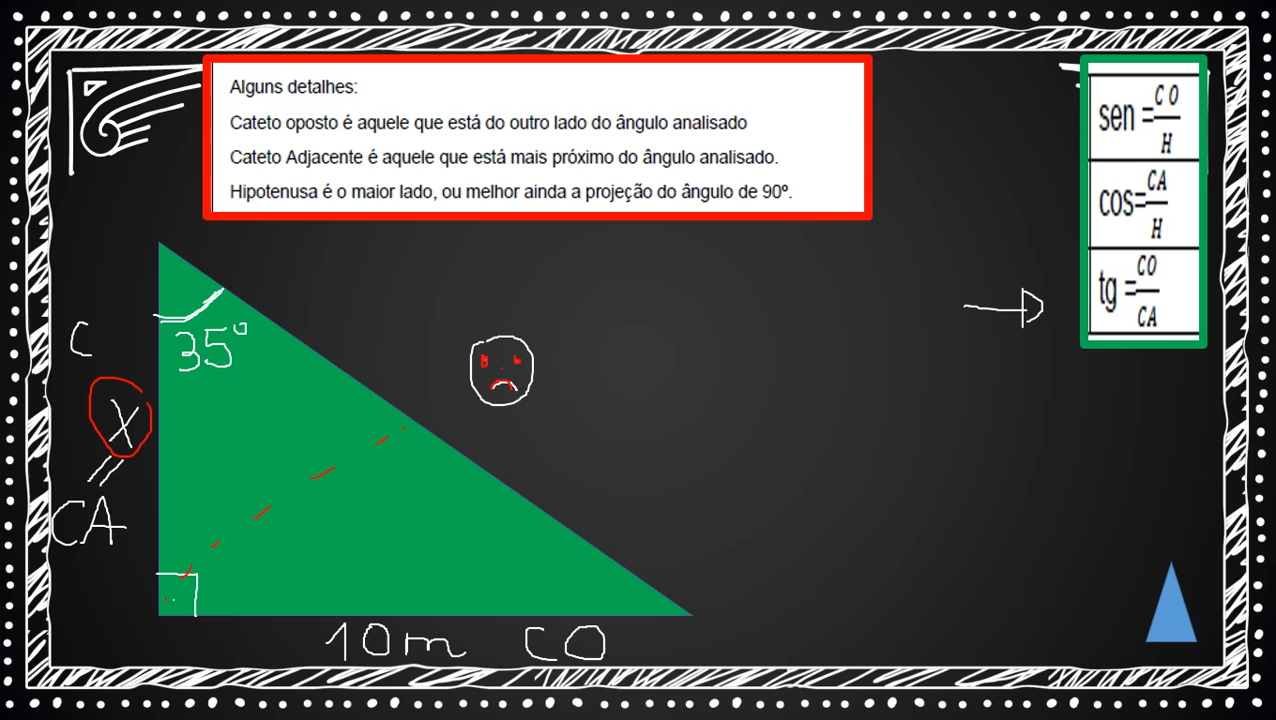 Alguns detalhes:
Cateto oposto é aquele que está do outro lado do ângulo analisado
Cateto Adjacente é aquele que está mais próximo do ângulo analisado.
Hipotenusa é o maior lado, ou melhor ainda a projeção do ângulo de 90º.
sen = CO/H
cos= CA/H
tg = CO/CA
35°
C
X
CA
10m CO